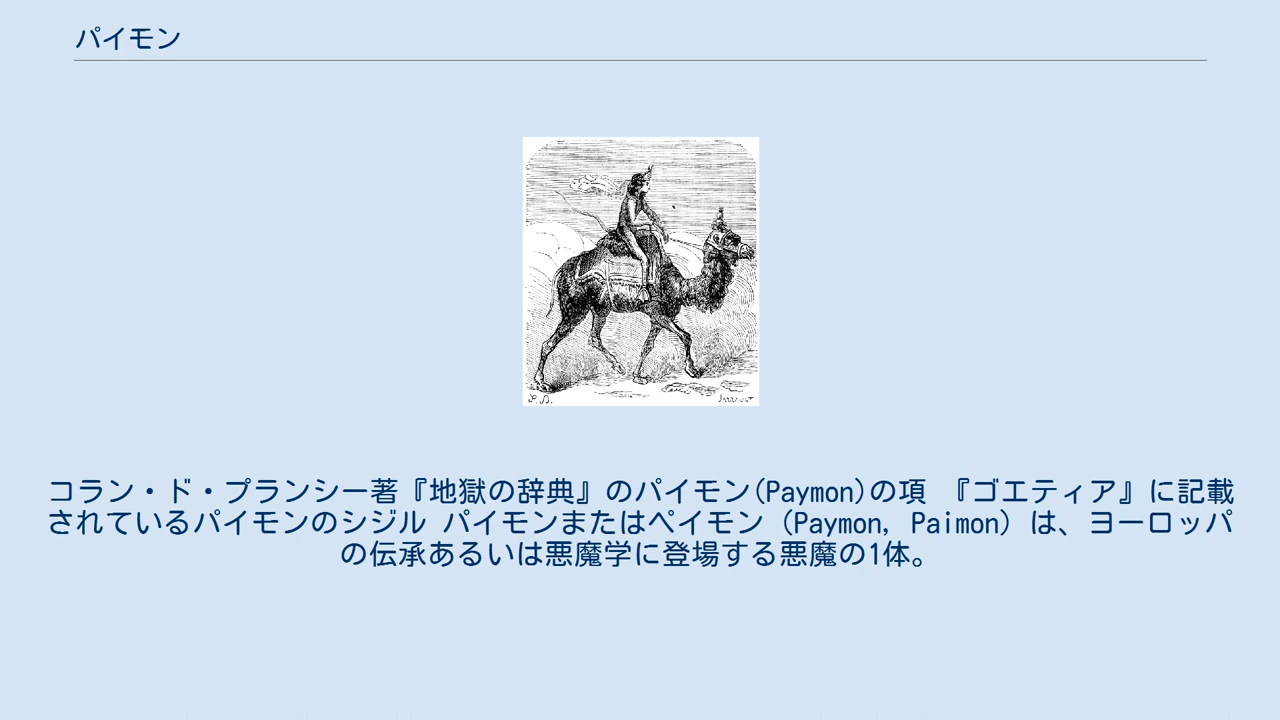 パイモン
コラン・ド・プランシー著『地獄の辞典』のパイモン(Paymon)の項 『ゴエティア』に記載
されているパイモンのシジル パイモンまたはペイモン (Paymon, Paimon) は、ヨーロッパ
の伝承あるいは悪魔学に登場する悪魔の1体。